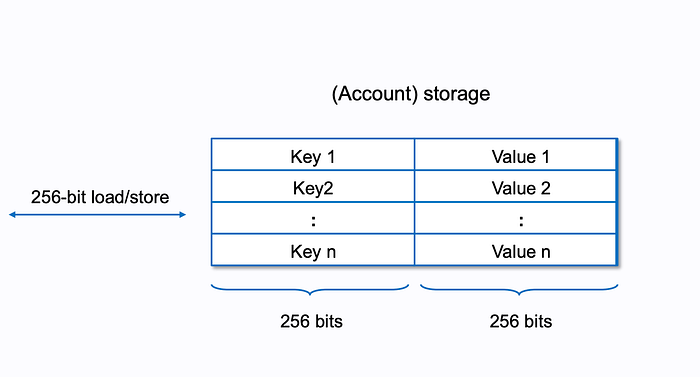 (Account) storage
256-bit load/store
Key 1 Value 1
Key2 Value 2
: :
Key n Value n
256 bits 256 bits